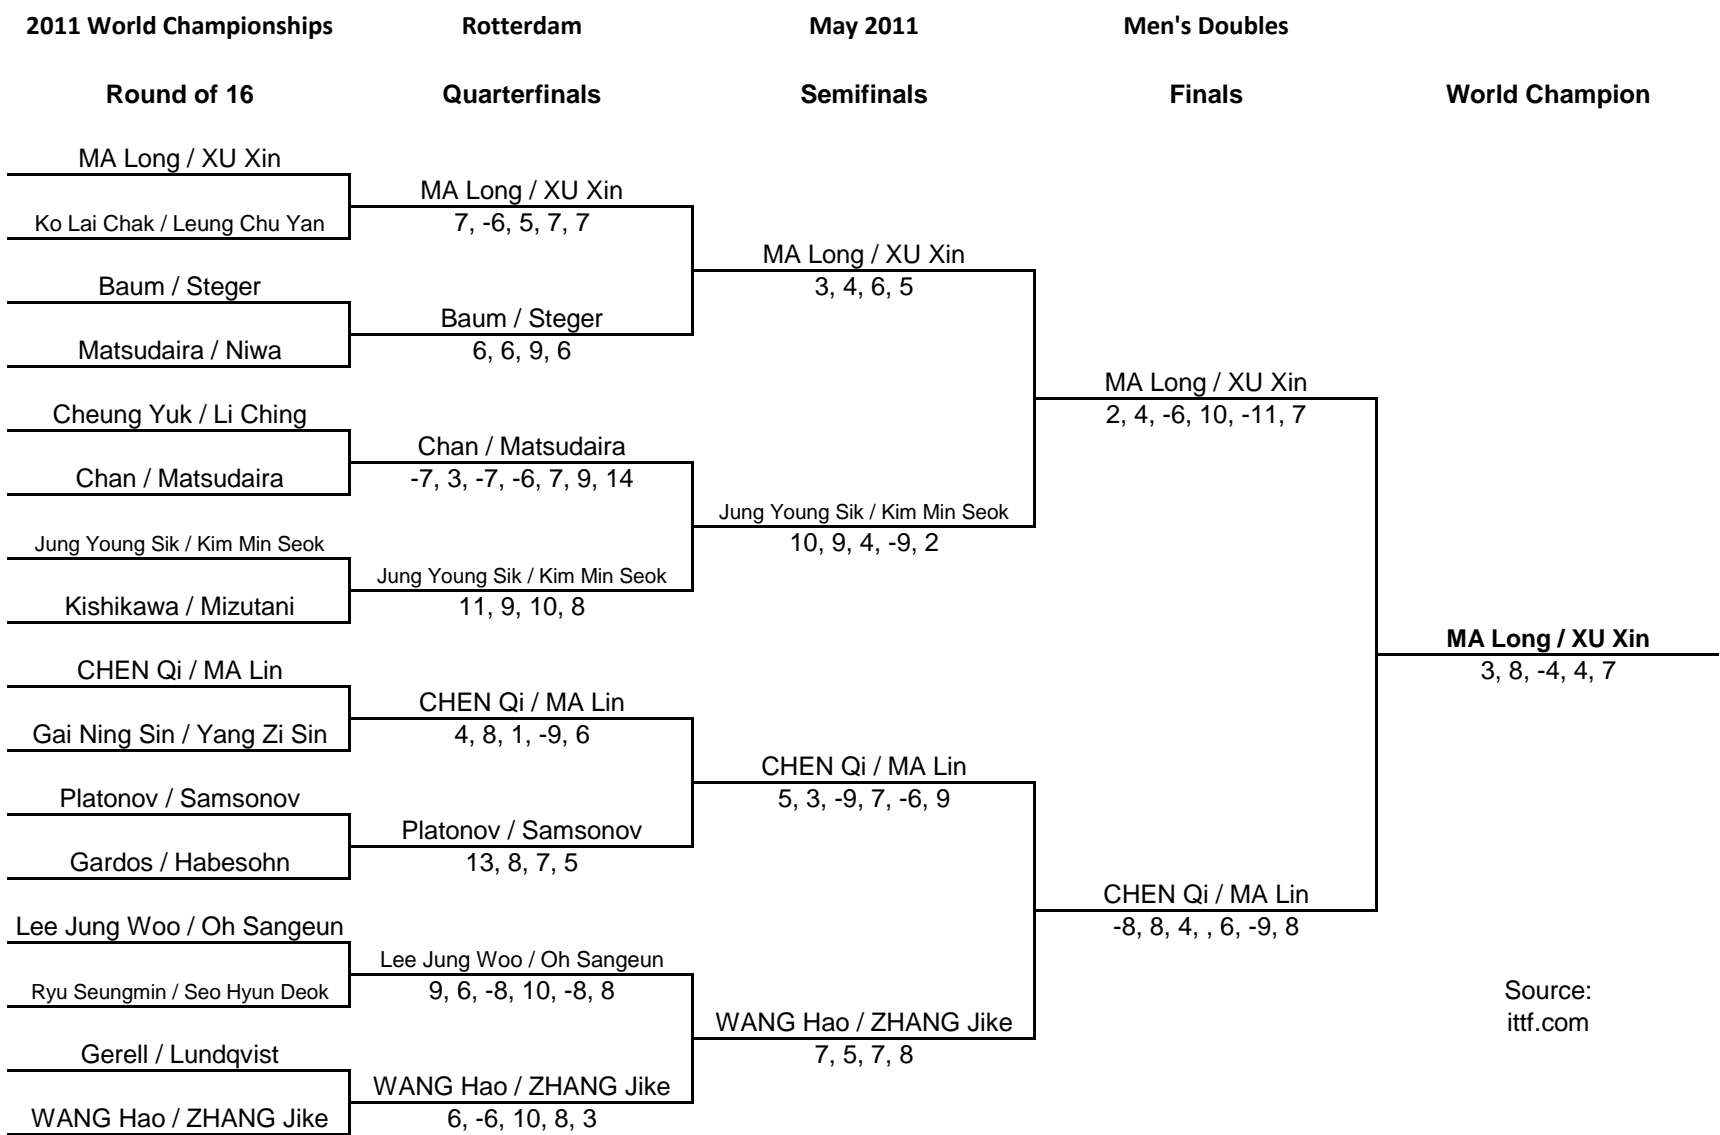 2011 World Championships Rotterdam May 2011 Men's Doubles
Round of 16 Quarterfinals Semifinals Finals World Champion
MA Long / XU Xin
Ko Lai Chak / Leung Chu Yan
Baum / Steger
Matsudaira / Niwa
Cheung Yuk / Li Ching
Chan / Matsudaira
Jung Young Sik / Kim Min Seok
Kishikawa / Mizutani
CHEN Qi / MA Lin
Gai Ning Sin / Yang Zi Sin
Platonov / Samsonov
Gardos / Habesohn
Lee Jung Woo / Oh Sangeun
Ryu Seungmin / Seo Hyun Deok
Gerell / Lundqvist
WANG Hao / ZHANG Jike
MA Long / XU Xin
7, -6, 5, 7, 7
Baum / Steger
6, 6, 9, 6
Chan / Matsudaira
-7, 3, -7, -6, 7, 9, 14
Jung Young Sik / Kim Min Seok
11, 9, 10, 8
CHEN Qi / MA Lin
4, 8, 1, -9, 6
Platonov / Samsonov
13, 8, 7, 5
Lee Jung Woo / Oh Sangeun
9, 6, -8, 10, -8, 8
WANG Hao / ZHANG Jike
6, -6, 10, 8, 3
MA Long / XU Xin
3, 4, 6, 5
Jung Young Sik / Kim Min Seok
10, 9, 4, -9, 2
CHEN Qi / MA Lin
5, 3, -9, 7, -6, 9
WANG Hao / ZHANG Jike
7, 5, 7, 8
MA Long / XU Xin
2, 4, -6, 10, -11, 7
CHEN Qi / MA Lin
-8, 8, 4, , 6, -9, 8
MA Long / XU Xin
3, 8, -4, 4, 7
Source:
ittf.com